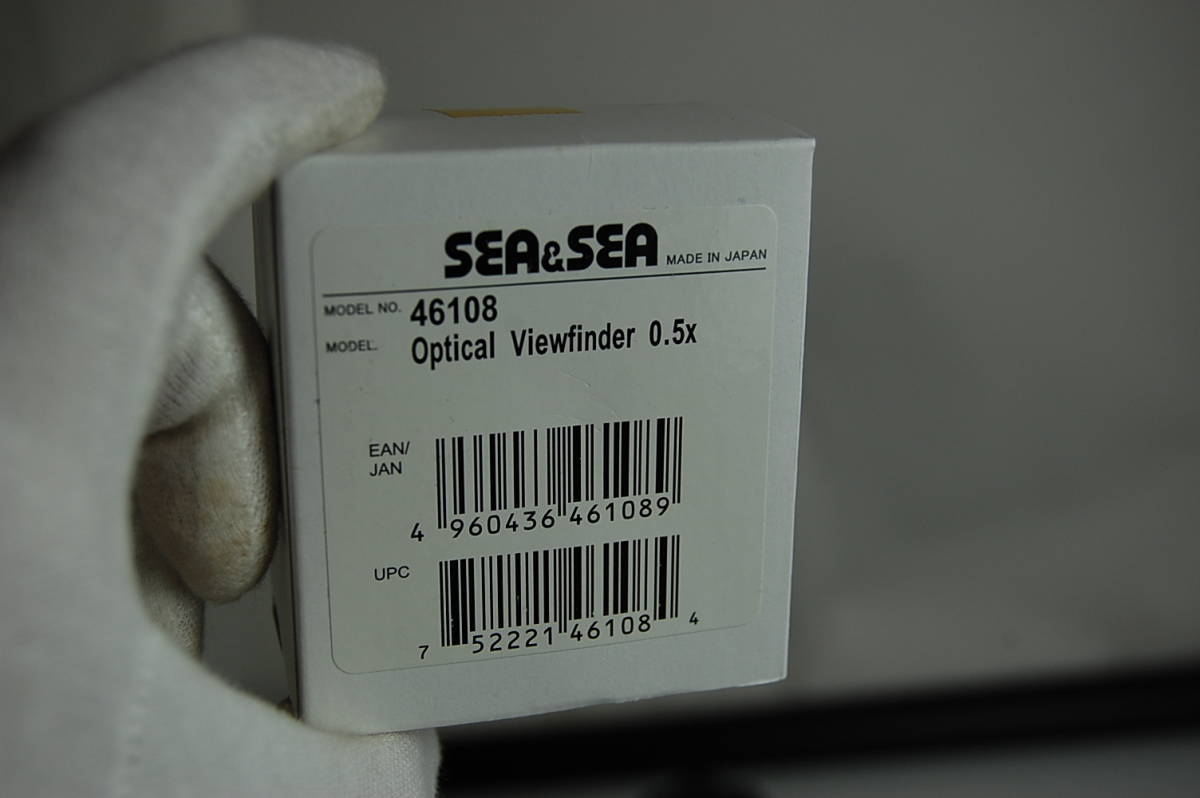 SEA&SEA MADE IN JAPAN
MODEL NO. 46108
MODEL. Optical Viewfinder 0.5x
EAN/
JAN
4 960436 461089
UPC
7 52221 46108 4